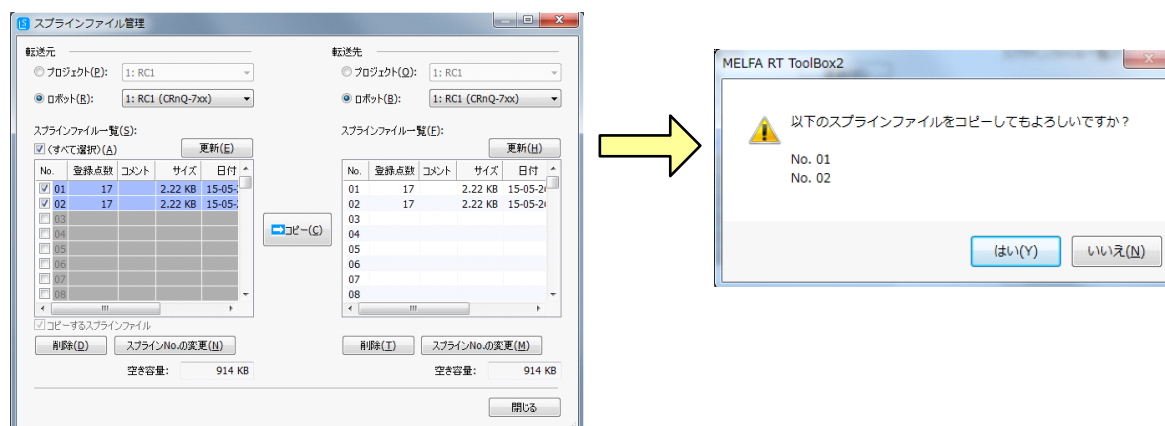 スプラインファイル管理
転送元
プロジェクト(P): 1: RC1
ロボット(R): 1: RC1 (CRnQ-7xx)
スプラインファイル一覧(S):
(すべて選択)(A) 更新(E)
No. 登録点数 コメント サイズ 日付
01 17 2.22 KB 15-05-
02 17 2.22 KB 15-05-
03
04
05
06
07
08
コピーするスプラインファイル
削除(D) スプラインNo.の変更(N)
空き容量: 914 KB
コピー(C)
転送先
プロジェクト(O): 1: RC1
ロボット(B): 1: RC1 (CRnQ-7xx)
スプラインファイル一覧(F):
更新(H)
No. 登録点数 コメント サイズ 日付
01 17 2.22 KB 15-05-2
02 17 2.22 KB 15-05-2
03
04
05
06
07
08
削除(T) スプラインNo.の変更(M)
空き容量: 914 KB
閉じる
MELFA RT ToolBox2
以下のスプラインファイルをコピーしてもよろしいですか？
No. 01
No. 02
はい(Y) いいえ(N)